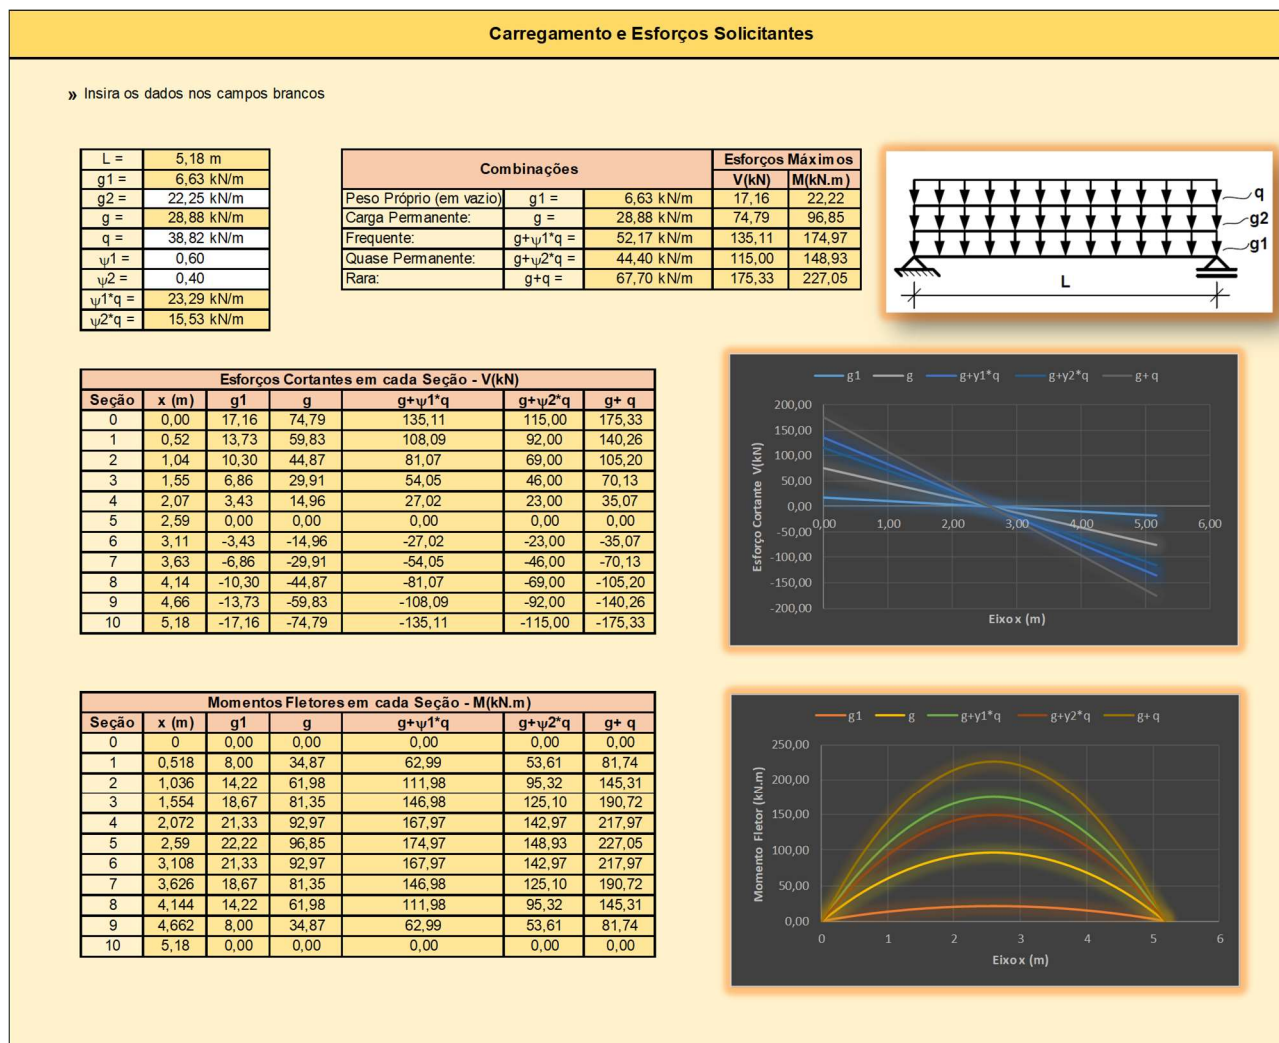 Carregamento e Esforços Solicitantes
» Insira os dados nos campos brancos
L = 5,18 m
g1 = 6,63 kN/m
g2 = 22,25 kN/m
g = 28,88 kN/m
q = 38,82 kN/m
ψ1 = 0,60
ψ2 = 0,40
ψ1*q = 23,29 kN/m
ψ2*q = 15,53 kN/m
Combinações Esforços Máximos
V(kN) M(kN.m)
Peso Próprio (em vazio) g1 = 6,63 kN/m 17,16 22,22
Carga Permanente: g = 28,88 kN/m 74,79 96,85
Frequente: g+ψ1*q = 52,17 kN/m 135,11 174,97
Quase Permanente: g+ψ2*q = 44,40 kN/m 115,00 148,93
Rara: g+q = 67,70 kN/m 175,33 227,05
q
g2
g1
L
Esforços Cortantes em cada Seção - V(kN)
Seção x (m) g1 g g+ψ1*q g+ψ2*q g+ q
0 0,00 17,16 74,79 135,11 115,00 175,33
1 0,52 13,73 59,83 108,09 92,00 140,26
2 1,04 10,30 44,87 81,07 69,00 105,20
3 1,55 6,86 29,91 54,05 46,00 70,13
4 2,07 3,43 14,96 27,02 23,00 35,07
5 2,59 0,00 0,00 0,00 0,00 0,00
6 3,11 -3,43 -14,96 -27,02 -23,00 -35,07
7 3,63 -6,86 -29,91 -54,05 -46,00 -70,13
8 4,14 -10,30 -44,87 -81,07 -69,00 -105,20
9 4,66 -13,73 -59,83 -108,09 -92,00 -140,26
10 5,18 -17,16 -74,79 -135,11 -115,00 -175,33
g1 g g+y1*q g+y2*q g+ q
200,00
150,00
100,00
50,00
0,00
-50,00
-100,00
-150,00
-200,00
0,00 1,00 2,00 3,00 4,00 5,00 6,00
Esforço Cortante V(kN)
Eixo x (m)
Momentos Fletores em cada Seção - M(kN.m)
Seção x (m) g1 g g+ψ1*q g+ψ2*q g+ q
0 0 0,00 0,00 0,00 0,00 0,00
1 0,518 8,00 34,87 62,99 53,61 81,74
2 1,036 14,22 61,98 111,98 95,32 145,31
3 1,554 18,67 81,35 146,98 125,10 190,72
4 2,072 21,33 92,97 167,97 142,97 217,97
5 2,59 22,22 96,85 174,97 148,93 227,05
6 3,108 21,33 92,97 167,97 142,97 217,97
7 3,626 18,67 81,35 146,98 125,10 190,72
8 4,144 14,22 61,98 111,98 95,32 145,31
9 4,662 8,00 34,87 62,99 53,61 81,74
10 5,18 0,00 0,00 0,00 0,00 0,00
g1 g g+y1*q g+y2*q g+ q
250,00
200,00
150,00
100,00
50,00
0,00
0 1 2 3 4 5 6
Momento Fletor (kN.m)
Eixo x (m)